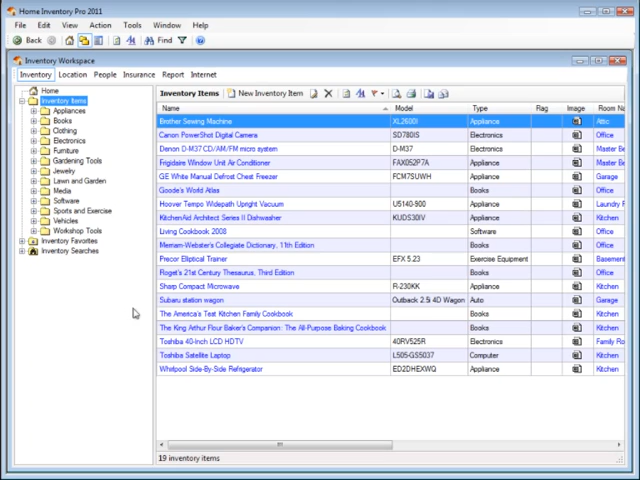 Home Inventory Pro 2011
File Edit View Action Tools Window Help
Back Find
Inventory Workspace
Inventory Location People Insurance Report Internet
Home
Inventory Items
Appliances
Books
Clothing
Electronics
Furniture
Gardening Tools
Jewelry
Lawn and Garden
Media
Software
Sports and Exercise
Vehicles
Workshop Tools
Inventory Favorites
Inventory Searches
Inventory Items New Inventory Item
Name Model Type Flag Image Room Na
Brother Sewing Machine XL2600I Appliance Attic
Canon PowerShot Digital Camera SD780IS Electronics Office
Denon D-M37 CD/AM/FM micro system D-M37 Electronics Master Be
Frigidaire Window Unit Air Conditioner FAX052P7A Appliance Master Be
GE White Manual Defrost Chest Freezer FCM7SUWH Appliance Garage
Goode's World Atlas Books Office
Hoover Tempo Widepath Upright Vacuum U5140-900 Appliance Laundry F
KitchenAid Architect Series II Dishwasher KUDS30IV Appliance Kitchen
Living Cookbook 2008 Software Office
Merriam-Webster's Collegiate Dictionary, 11th Edition Books Office
Precor Elliptical Trainer EFX 5.23 Exercise Equipment Basement
Roget's 21st Century Thesaurus, Third Edition Books Office
Sharp Compact Microwave R-230KK Appliance Kitchen
Subaru station wagon Outback 2.5i 4D Wagon Auto Garage
The America's Test Kitchen Family Cookbook Books Kitchen
The King Arthur Flour Baker's Companion: The All-Purpose Baking Cookbook Books Kitchen
Toshiba 40-Inch LCD HDTV 40RV525R Electronics Family Ro
Toshiba Satellite Laptop L505-GS5037 Computer Office
Whirlpool Side-By-Side Refrigerator ED2DHEXWQ Appliance Kitchen
19 inventory items